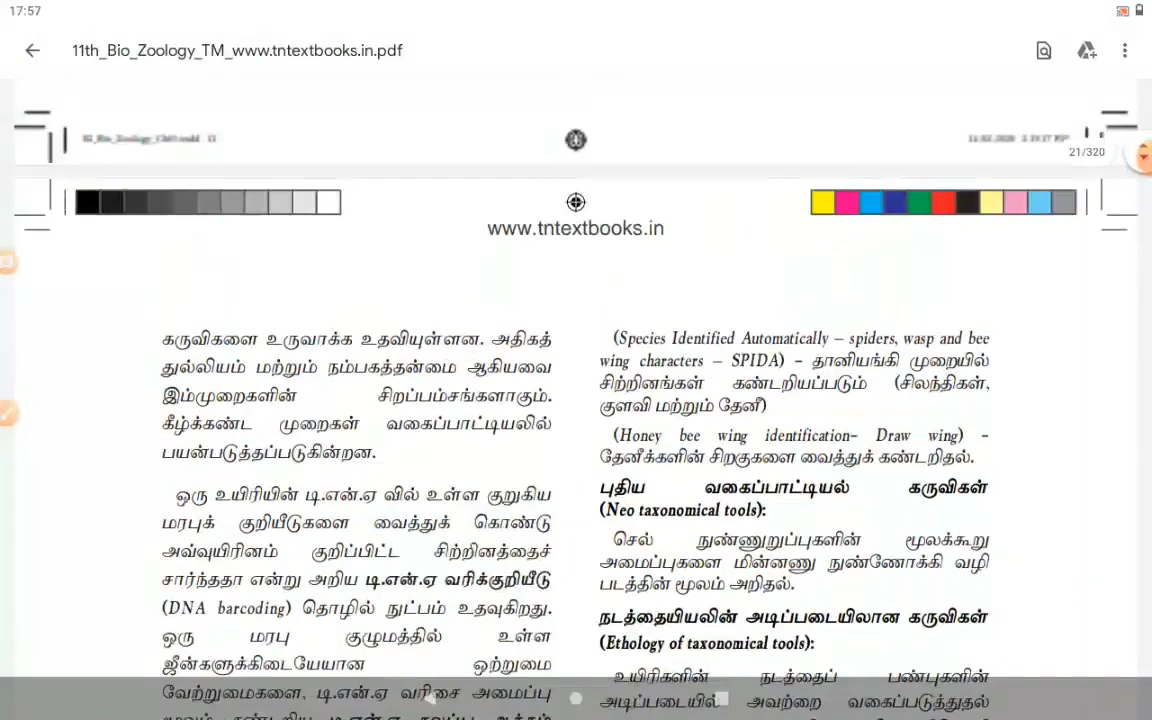 17:57
11th_Bio_Zoology_TM_www.tntextbooks.in.pdf
21/320
www.tntextbooks.in
கருவிகளை உருவாக்க உதவியுள்ளன. அதிகத்
துல்லியம் மற்றும் நம்பகத்தன்மை ஆகியவை
இம்முறைகளின் சிறப்பம்சங்களாகும்.
கீழ்க்கண்ட முறைகள் வகைப்பாட்டியலில்
பயன்படுத்தப்படுகின்றன.
ஒரு உயிரியின் டி.என்.ஏ வில் உள்ள குறுகிய
மரபுக் குறியீடுகளை வைத்துக் கொண்டு
அவ்வுயிரினம் குறிப்பிட்ட சிற்றினத்தைச்
சார்ந்ததா என்று அறிய டி.என்.ஏ வரிக்குறியீடு
(DNA barcoding) தொழில் நுட்பம் உதவுகிறது.
ஒரு மரபு குழுமத்தில் உள்ள
ஜீன்களுக்கிடையேயான ஒற்றுமை
வேற்றுமைகளை, டி.என்.ஏ வரிசை அமைப்பு
(Species Identified Automatically – spiders, wasp and bee
wing characters – SPIDA) – தானியங்கி முறையில்
சிற்றினங்கள் கண்டறியப்படும் (சிலந்திகள்,
குளவி மற்றும் தேனீ)
(Honey bee wing identification- Draw wing) –
தேனீக்களின் சிறகுகளை வைத்துக் கண்டறிதல்.
புதிய வகைப்பாட்டியல் கருவிகள்
(Neo taxonomical tools):
செல் நுண்ணுறுப்புகளின் மூலக்கூறு
அமைப்புகளை மின்னணு நுண்ணோக்கி வழி
படத்தின் மூலம் அறிதல்.
நடத்தையியலின் அடிப்படையிலான கருவிகள்
(Ethology of taxonomical tools):
உயிரிகளின் நடத்தைப் பண்புகளின்
அடிப்படையில் அவற்றை வகைப்படுத்துதல்